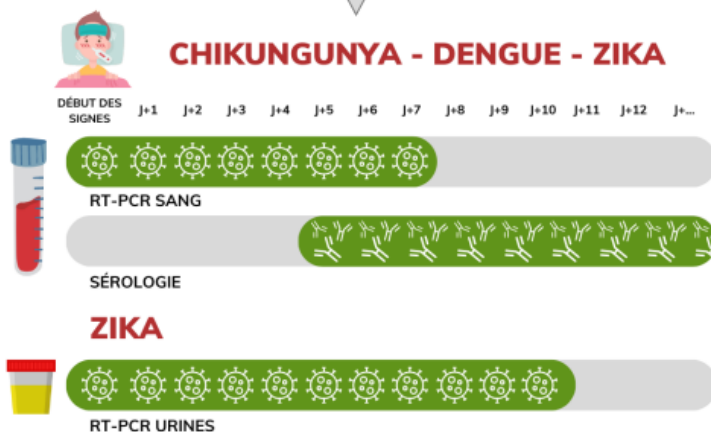 CHIKUNGUNYA - DENGUE - ZIKA
DÉBUT DES
SIGNES
J+1 J+2 J+3 J+4 J+5 J+6 J+7 J+8 J+9 J+10 J+11 J+12 J+...
RT-PCR SANG
SÉROLOGIE
ZIKA
RT-PCR URINES